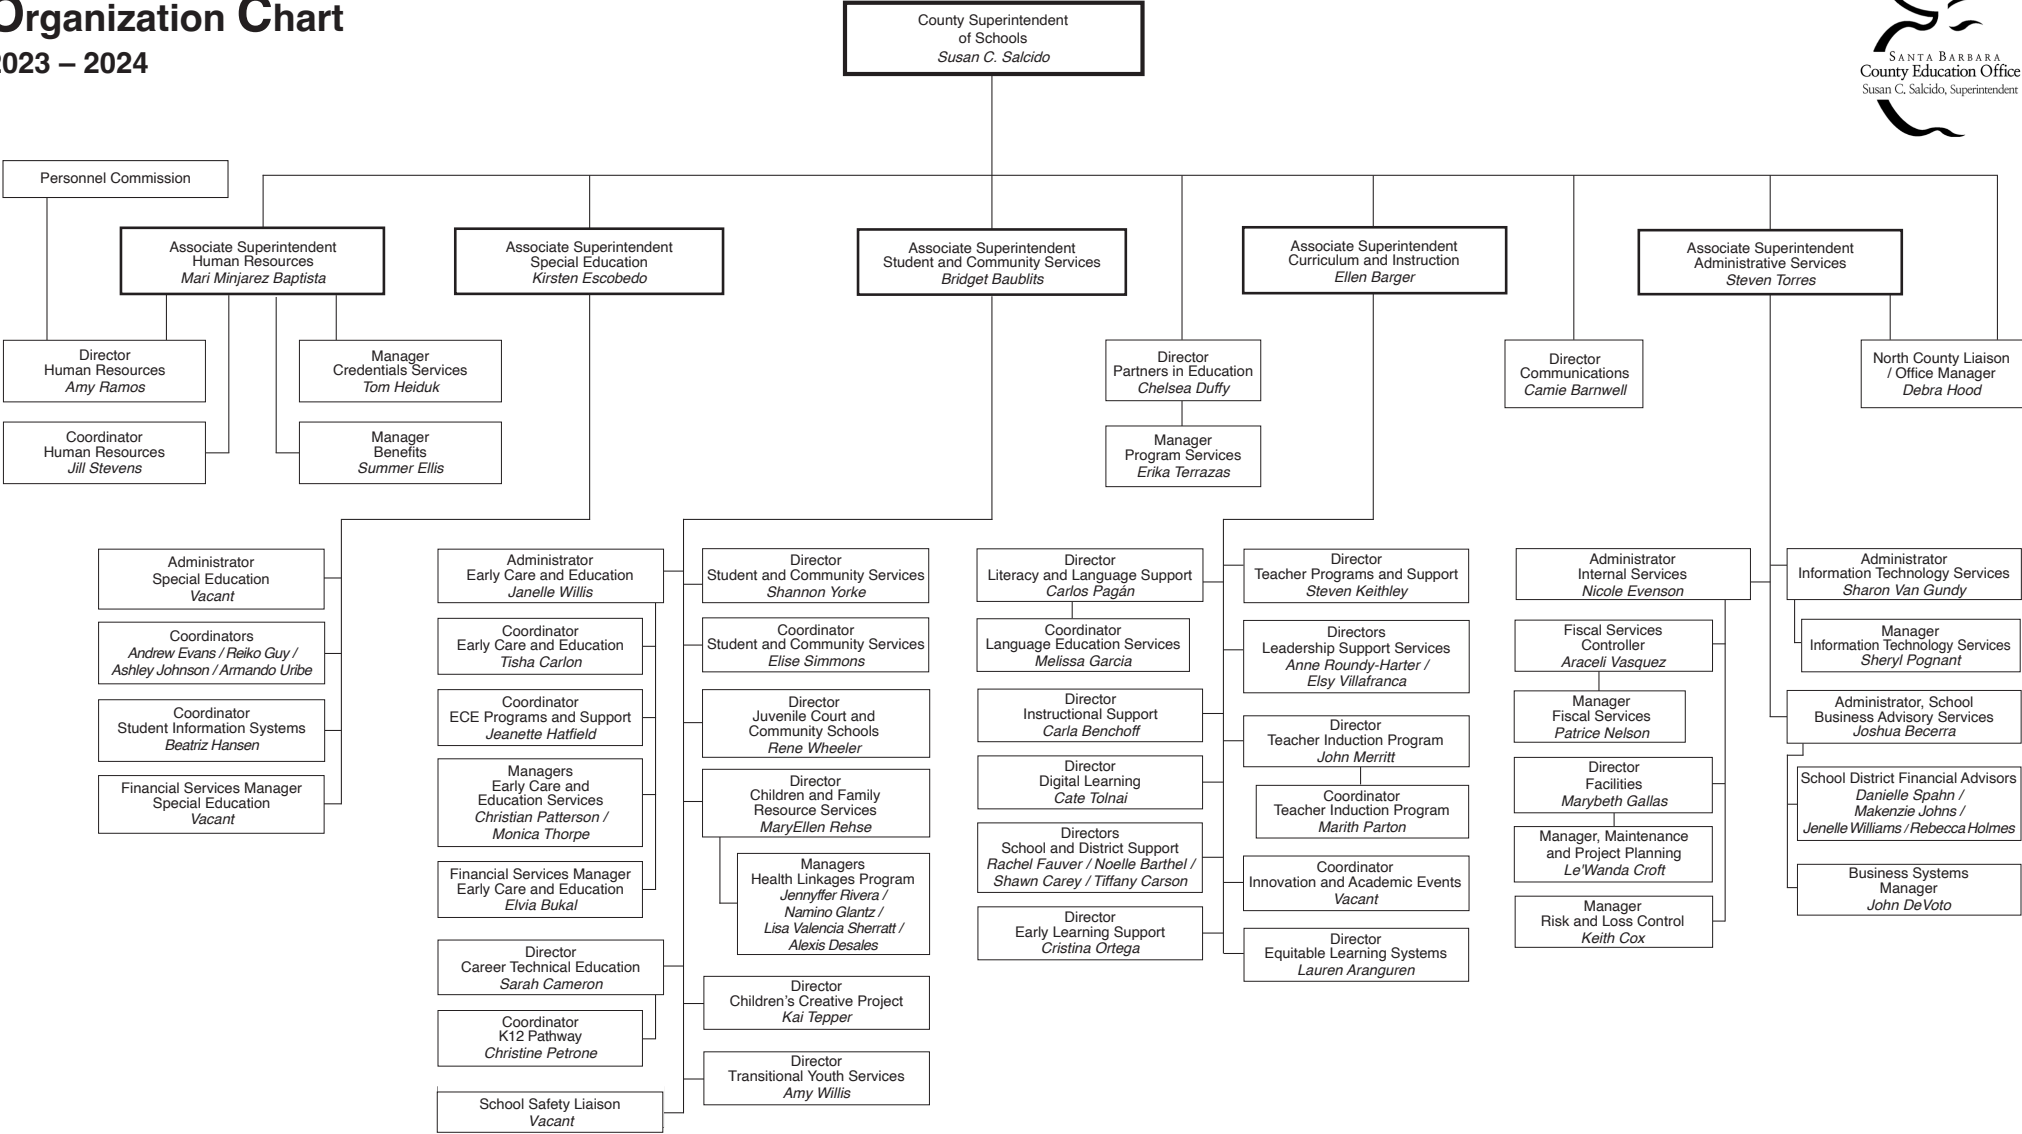 Organization Chart
2023 – 2024
County Superintendent
of Schools
Susan C. Salcido
SANTA BARBARA
County Education Office
Susan C. Salcido, Superintendent
Personnel Commission
Associate Superintendent
Human Resources
Mari Minjarez Baptista
Associate Superintendent
Special Education
Kirsten Escobedo
Associate Superintendent
Student and Community Services
Bridget Baublits
Associate Superintendent
Curriculum and Instruction
Ellen Barger
Associate Superintendent
Administrative Services
Steven Torres
Director
Human Resources
Amy Ramos
Manager
Credentials Services
Tom Heiduk
Director
Partners in Education
Chelsea Duffy
Director
Communications
Camie Barnwell
North County Liaison
/ Office Manager
Debra Hood
Coordinator
Human Resources
Jill Stevens
Manager
Benefits
Summer Ellis
Manager
Program Services
Erika Terrazas
Administrator
Special Education
Vacant
Coordinators
Andrew Evans / Reiko Guy /
Ashley Johnson / Armando Uribe
Coordinator
Student Information Systems
Beatriz Hansen
Financial Services Manager
Special Education
Vacant
Administrator
Early Care and Education
Janelle Willis
Coordinator
Early Care and Education
Tisha Carlon
Coordinator
ECE Programs and Support
Jeanette Hatfield
Managers
Early Care and
Education Services
Christian Patterson /
Monica Thorpe
Financial Services Manager
Early Care and Education
Elvia Bukal
Director
Career Technical Education
Sarah Cameron
Coordinator
K12 Pathway
Christine Petrone
School Safety Liaison
Vacant
Director
Student and Community Services
Shannon Yorke
Coordinator
Student and Community Services
Elise Simmons
Director
Juvenile Court and
Community Schools
Rene Wheeler
Director
Children and Family
Resource Services
MaryEllen Rehse
Managers
Health Linkages Program
Jennyffer Rivera /
Namino Glantz /
Lisa Valencia Sherratt /
Alexis Desales
Director
Children’s Creative Project
Kai Tepper
Director
Transitional Youth Services
Amy Willis
Director
Literacy and Language Support
Carlos Pagán
Coordinator
Language Education Services
Melissa Garcia
Director
Instructional Support
Carla Benchoff
Director
Digital Learning
Cate Tolnai
Directors
School and District Support
Rachel Fauver / Noelle Barthel /
Shawn Carey / Tiffany Carson
Director
Early Learning Support
Cristina Ortega
Director
Teacher Programs and Support
Steven Keithley
Directors
Leadership Support Services
Anne Roundy-Harter /
Elsy Villafranca
Director
Teacher Induction Program
John Merritt
Coordinator
Teacher Induction Program
Marith Parton
Coordinator
Innovation and Academic Events
Vacant
Director
Equitable Learning Systems
Lauren Aranguren
Administrator
Internal Services
Nicole Evenson
Fiscal Services
Controller
Araceli Vasquez
Manager
Fiscal Services
Patrice Nelson
Director
Facilities
Marybeth Gallas
Manager, Maintenance
and Project Planning
Le'Wanda Croft
Manager
Risk and Loss Control
Keith Cox
Administrator
Information Technology Services
Sharon Van Gundy
Manager
Information Technology Services
Sheryl Pognant
Administrator, School
Business Advisory Services
Joshua Becerra
School District Financial Advisors
Danielle Spahn /
Makenzie Johns /
Jenelle Williams / Rebecca Holmes
Business Systems
Manager
John DeVoto